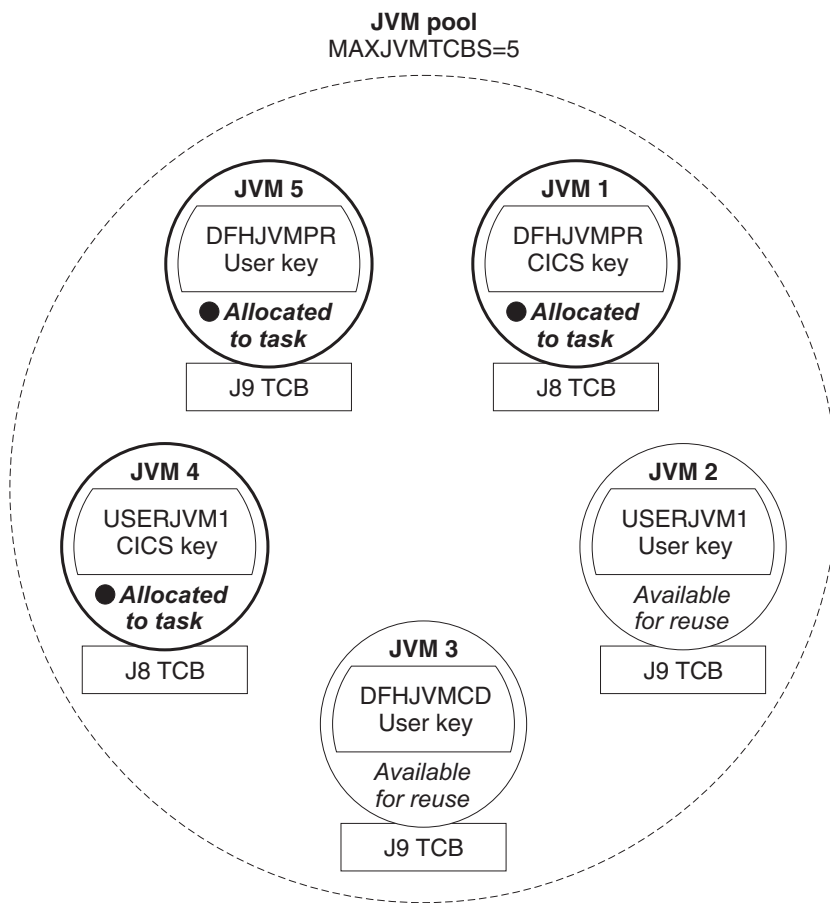 JVM pool
MAXJVMTCBS=5
JVM 5
DFHJVMPR
User key
Allocated
to task
J9 TCB
JVM 1
DFHJVMPR
CICS key
Allocated
to task
J8 TCB
JVM 4
USERJVM1
CICS key
Allocated
to task
J8 TCB
JVM 2
USERJVM1
User key
Available
for reuse
J9 TCB
JVM 3
DFHJVMCD
User key
Available
for reuse
J9 TCB